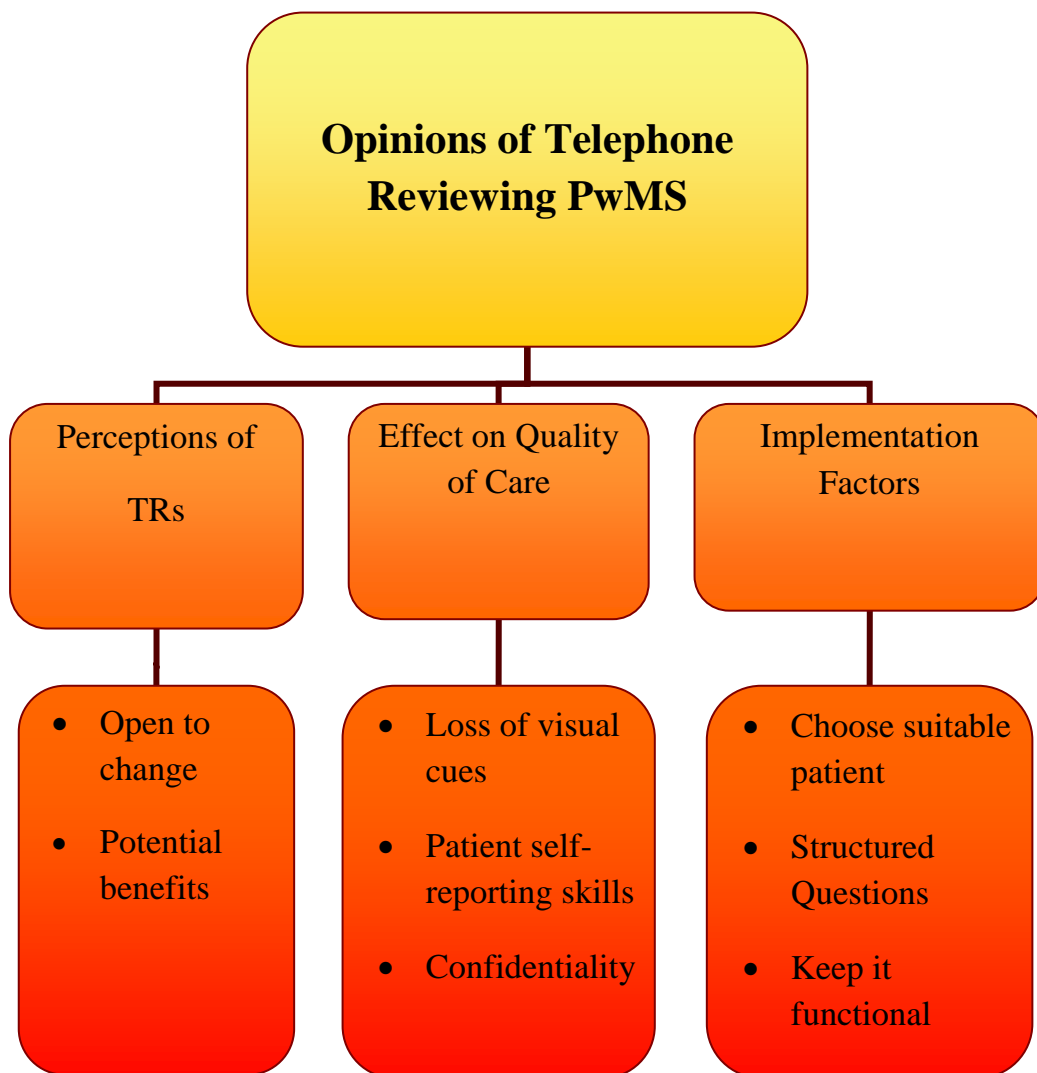 Opinions of Telephone
Reviewing PwMS
Perceptions of
TRs
Effect on Quality
of Care
Implementation
Factors
• Open to
change
• Potential
benefits
• Loss of visual
cues
• Patient self-
reporting skills
• Confidentiality
• Choose suitable
patient
• Structured
Questions
• Keep it
functional